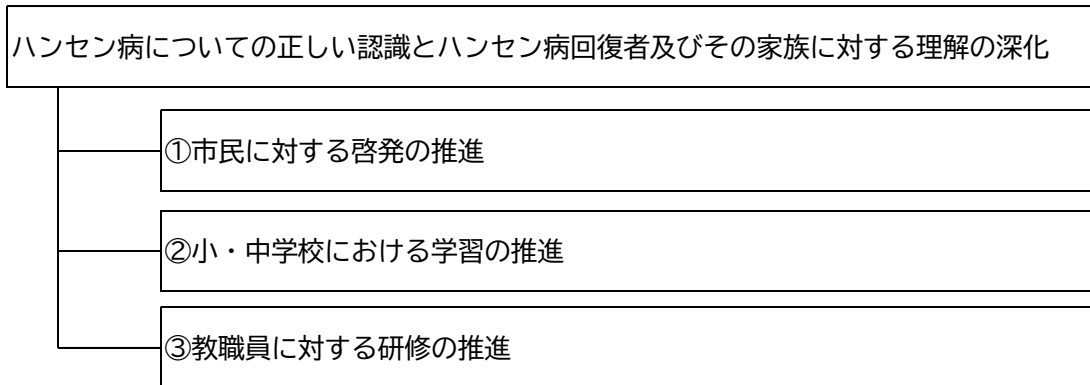 ハンセン病についての正しい認識とハンセン病回復者及びその家族に対する理解の深化
①市民に対する啓発の推進
②小・中学校における学習の推進
③教職員に対する研修の推進